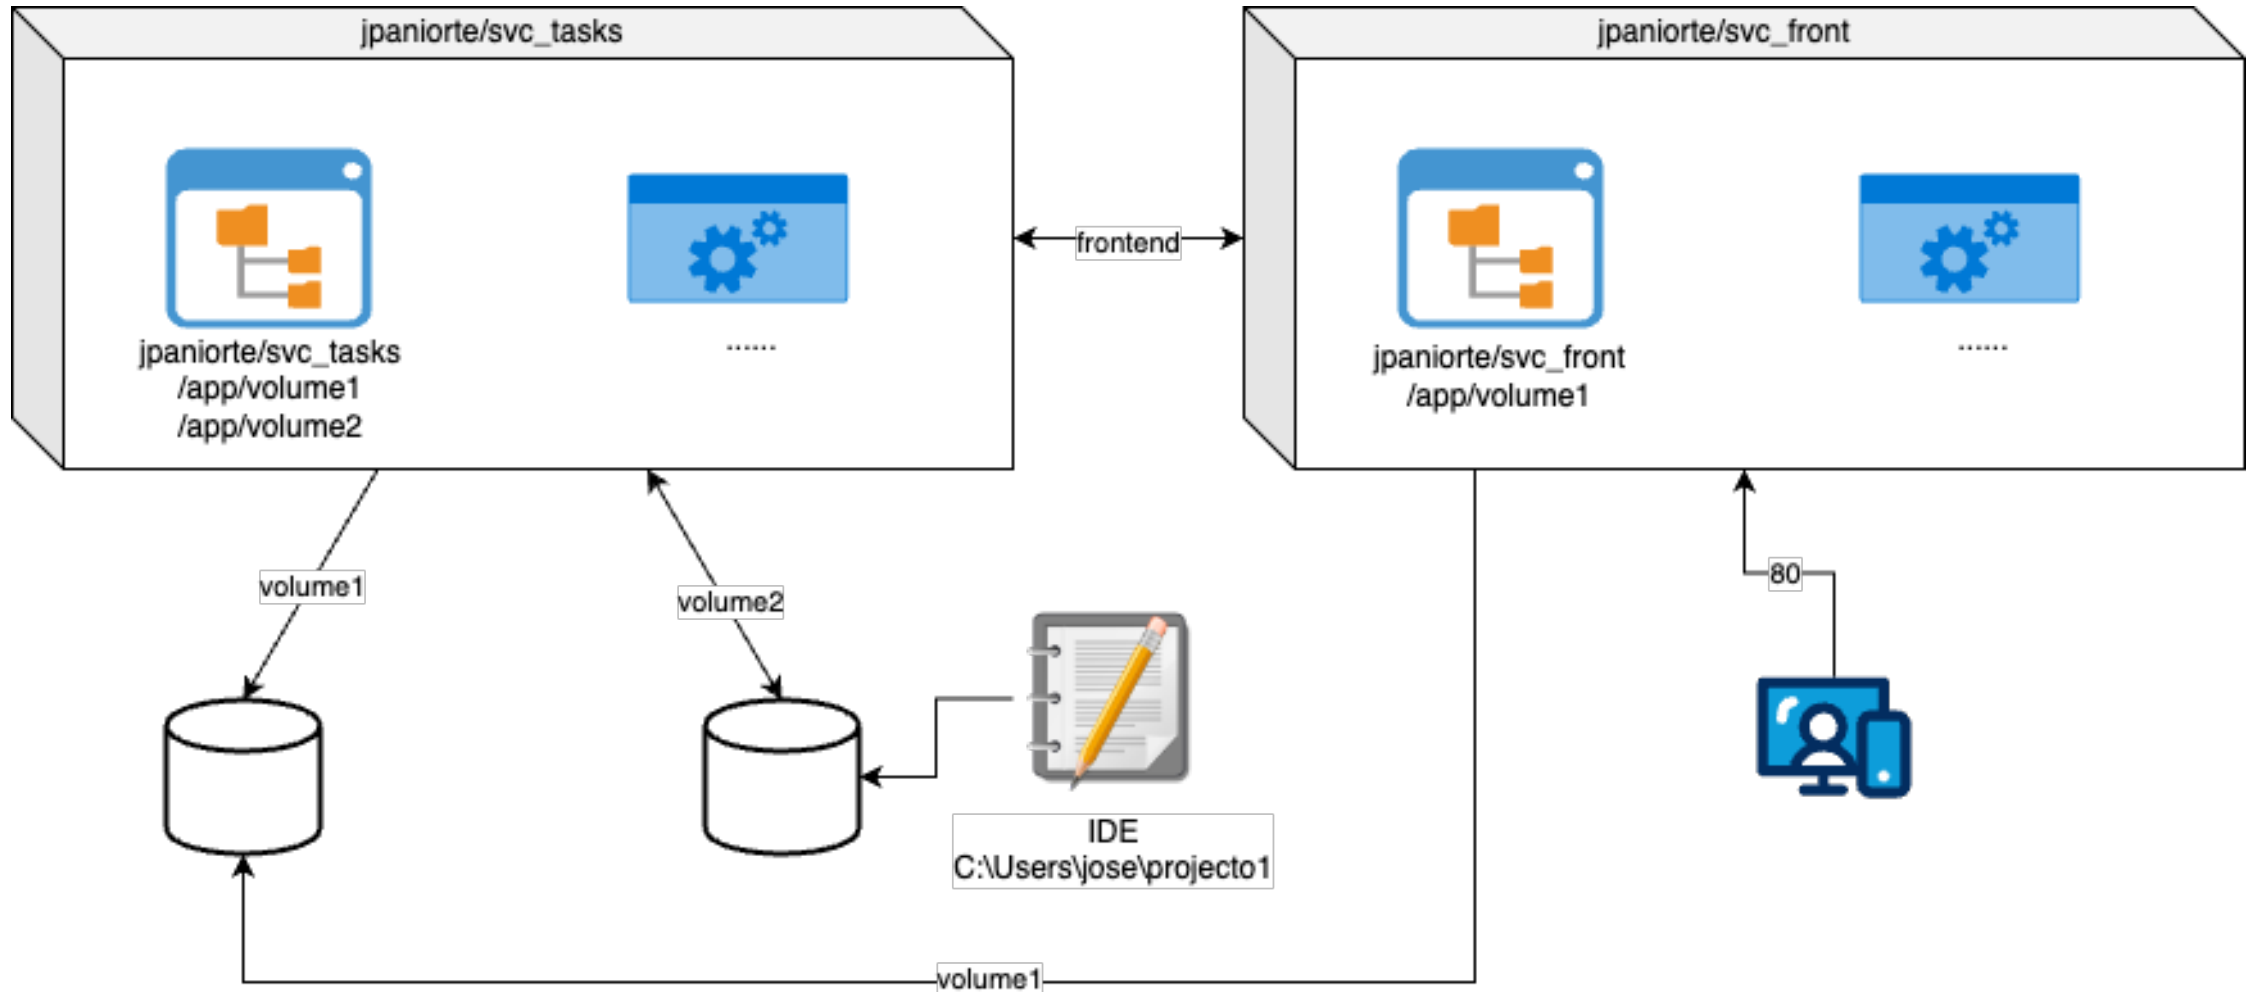 jpaniorte/svc_tasks
jpaniorte/svc_front
frontend
jpaniorte/svc_tasks
/app/volume1
/app/volume2
......
jpaniorte/svc_front
/app/volume1
......
volume1
volume2
80
IDE
C:\Users\jose\projecto1
volume1